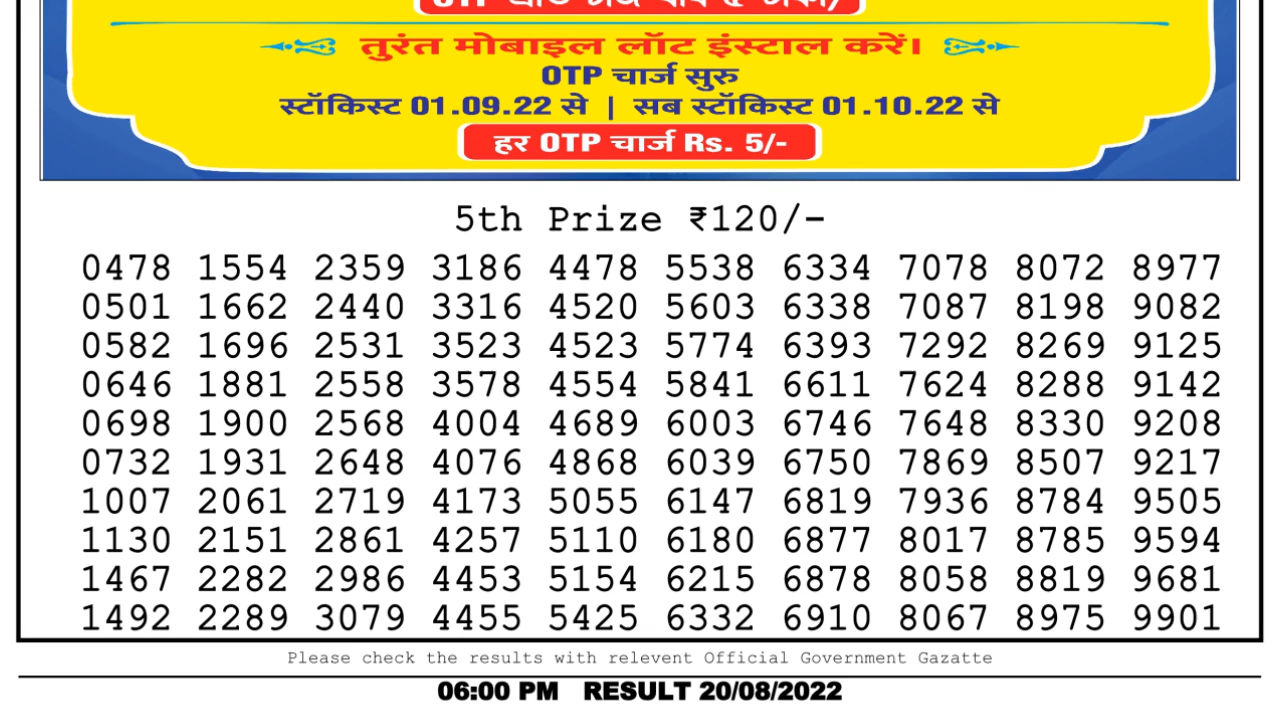 तुरंत मोबाइल लॉट इंस्टाल करें।
OTP चार्ज सुरु
स्टॉकिस्ट 01.09.22 से | सब स्टॉकिस्ट 01.10.22 से
हर OTP चार्ज Rs. 5/-
5th Prize ₹120/-
0478 1554 2359 3186 4478 5538 6334 7078 8072 8977
0501 1662 2440 3316 4520 5603 6338 7087 8198 9082
0582 1696 2531 3523 4523 5774 6393 7292 8269 9125
0646 1881 2558 3578 4554 5841 6611 7624 8288 9142
0698 1900 2568 4004 4689 6003 6746 7648 8330 9208
0732 1931 2648 4076 4868 6039 6750 7869 8507 9217
1007 2061 2719 4173 5055 6147 6819 7936 8784 9505
1130 2151 2861 4257 5110 6180 6877 8017 8785 9594
1467 2282 2986 4453 5154 6215 6878 8058 8819 9681
1492 2289 3079 4455 5425 6332 6910 8067 8975 9901
Please check the results with relevent Official Government Gazatte
06:00 PM RESULT 20/08/2022